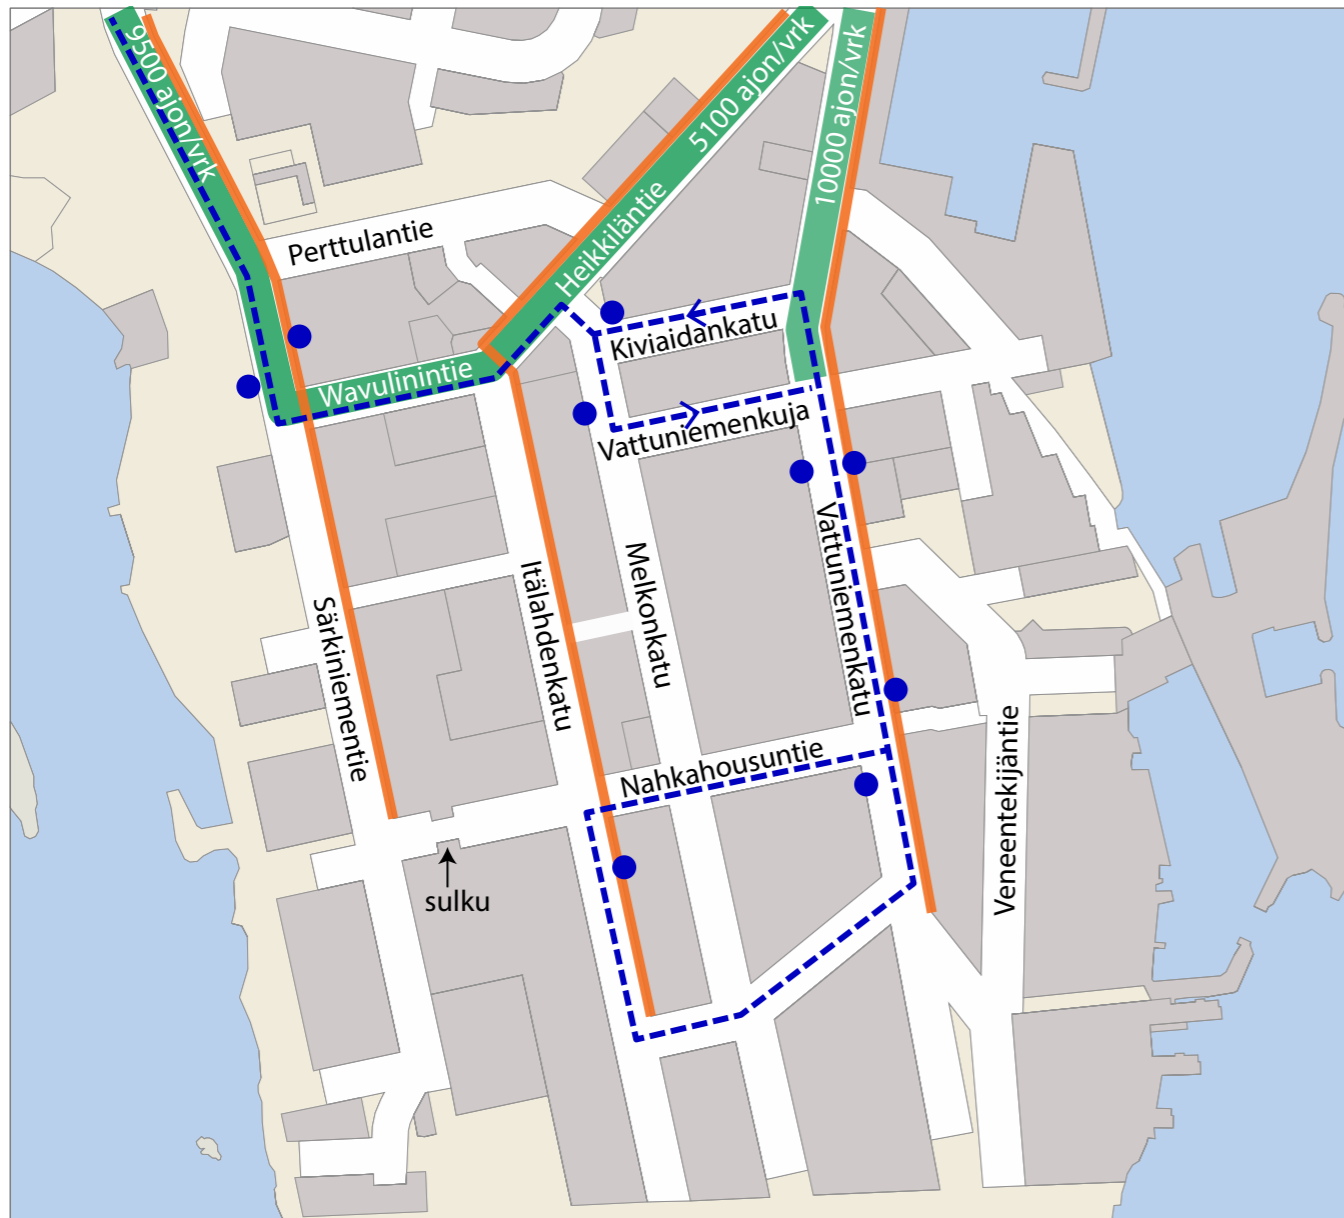 9500 ajon/vrk
5100 ajon/vrk
10000 ajon/vrk
Perttulantie
Heikkiläntie
Kiviaidankatu
Wavulinintie
Vattuniemenkuja
Särkiniementie
Itälahdenkatu
Melkonkatu
Vattuniemenkatu
Nahkahousuntie
Veneentekijäntie
sulku